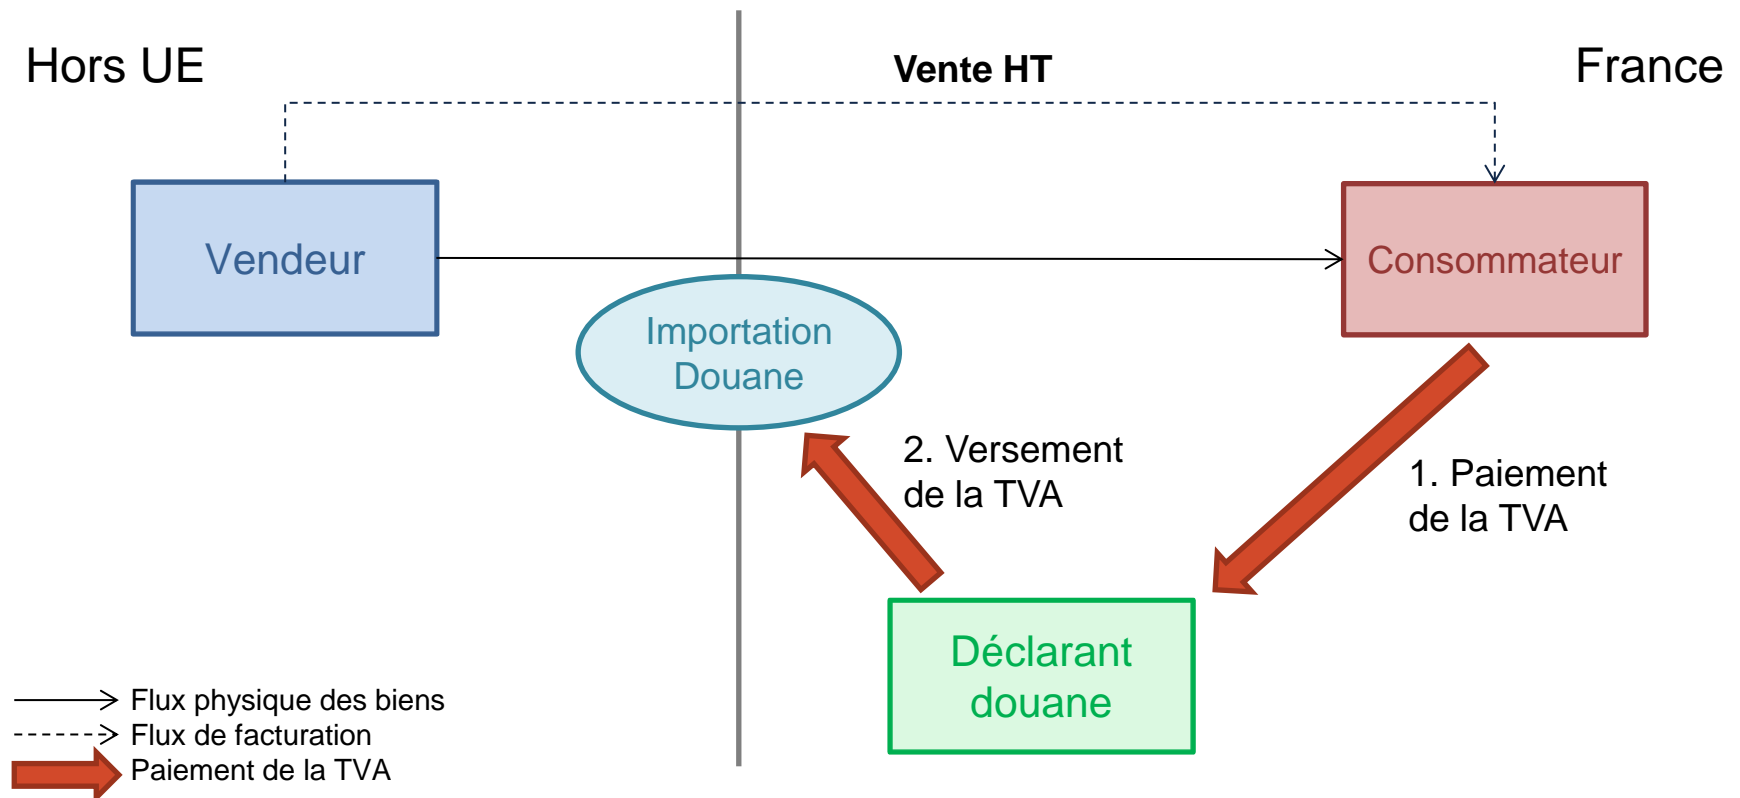 Hors UE
Vente HT
France
Vendeur
Consommateur
Importation
Douane
2. Versement
de la TVA
1. Paiement
de la TVA
Déclarant
douane
Flux physique des biens
Flux de facturation
Paiement de la TVA